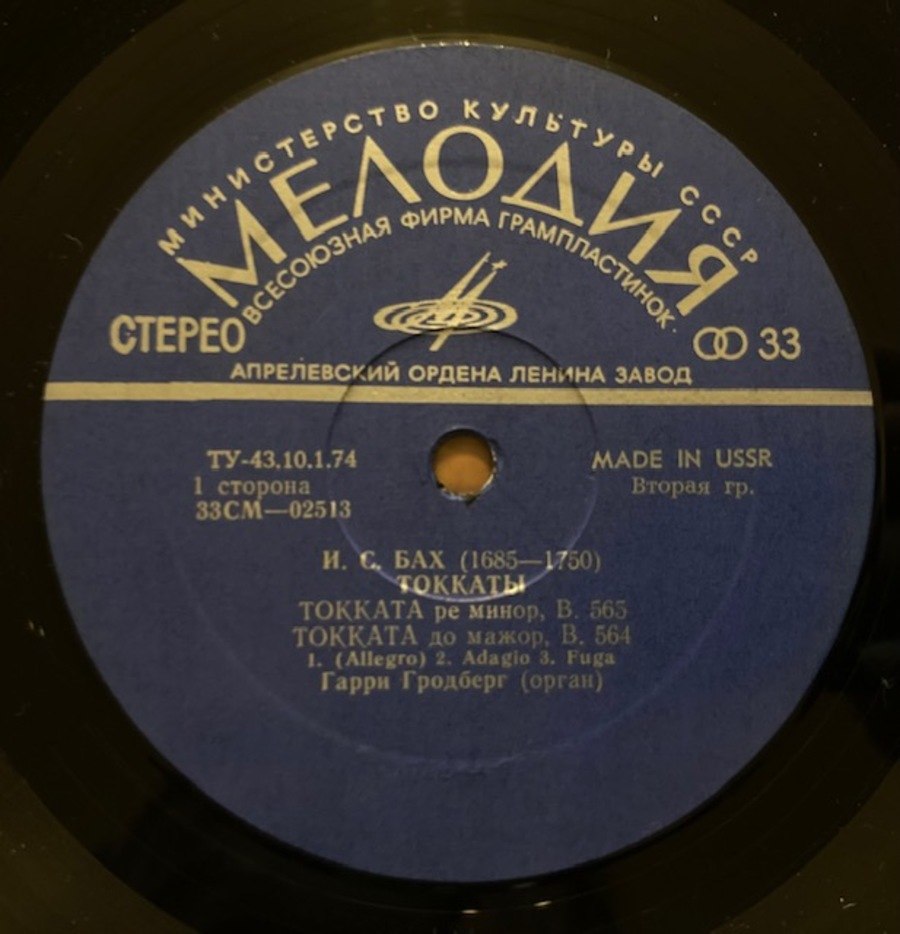 МИНИСТЕРСТВО КУЛЬТУРЫ СССР
МЕЛОДИЯ
ВСЕСОЮЗНАЯ ФИРМА ГРАМПЛАСТИНОК
СТЕРЕО
33
АПРЕЛЕВСКИЙ ОРДЕНА ЛЕНИНА ЗАВОД
ТУ-43.10.1.74
MADE IN USSR
1 сторона
Вторая гр.
33СМ—02513
И. С. БАХ (1685—1750)
ТОККАТЫ
ТОККАТА ре минор, В. 565
ТОККАТА до мажор, В. 564
1. (Allegro) 2. Adagio 3. Fuga
Гарри Гродберг (орган)